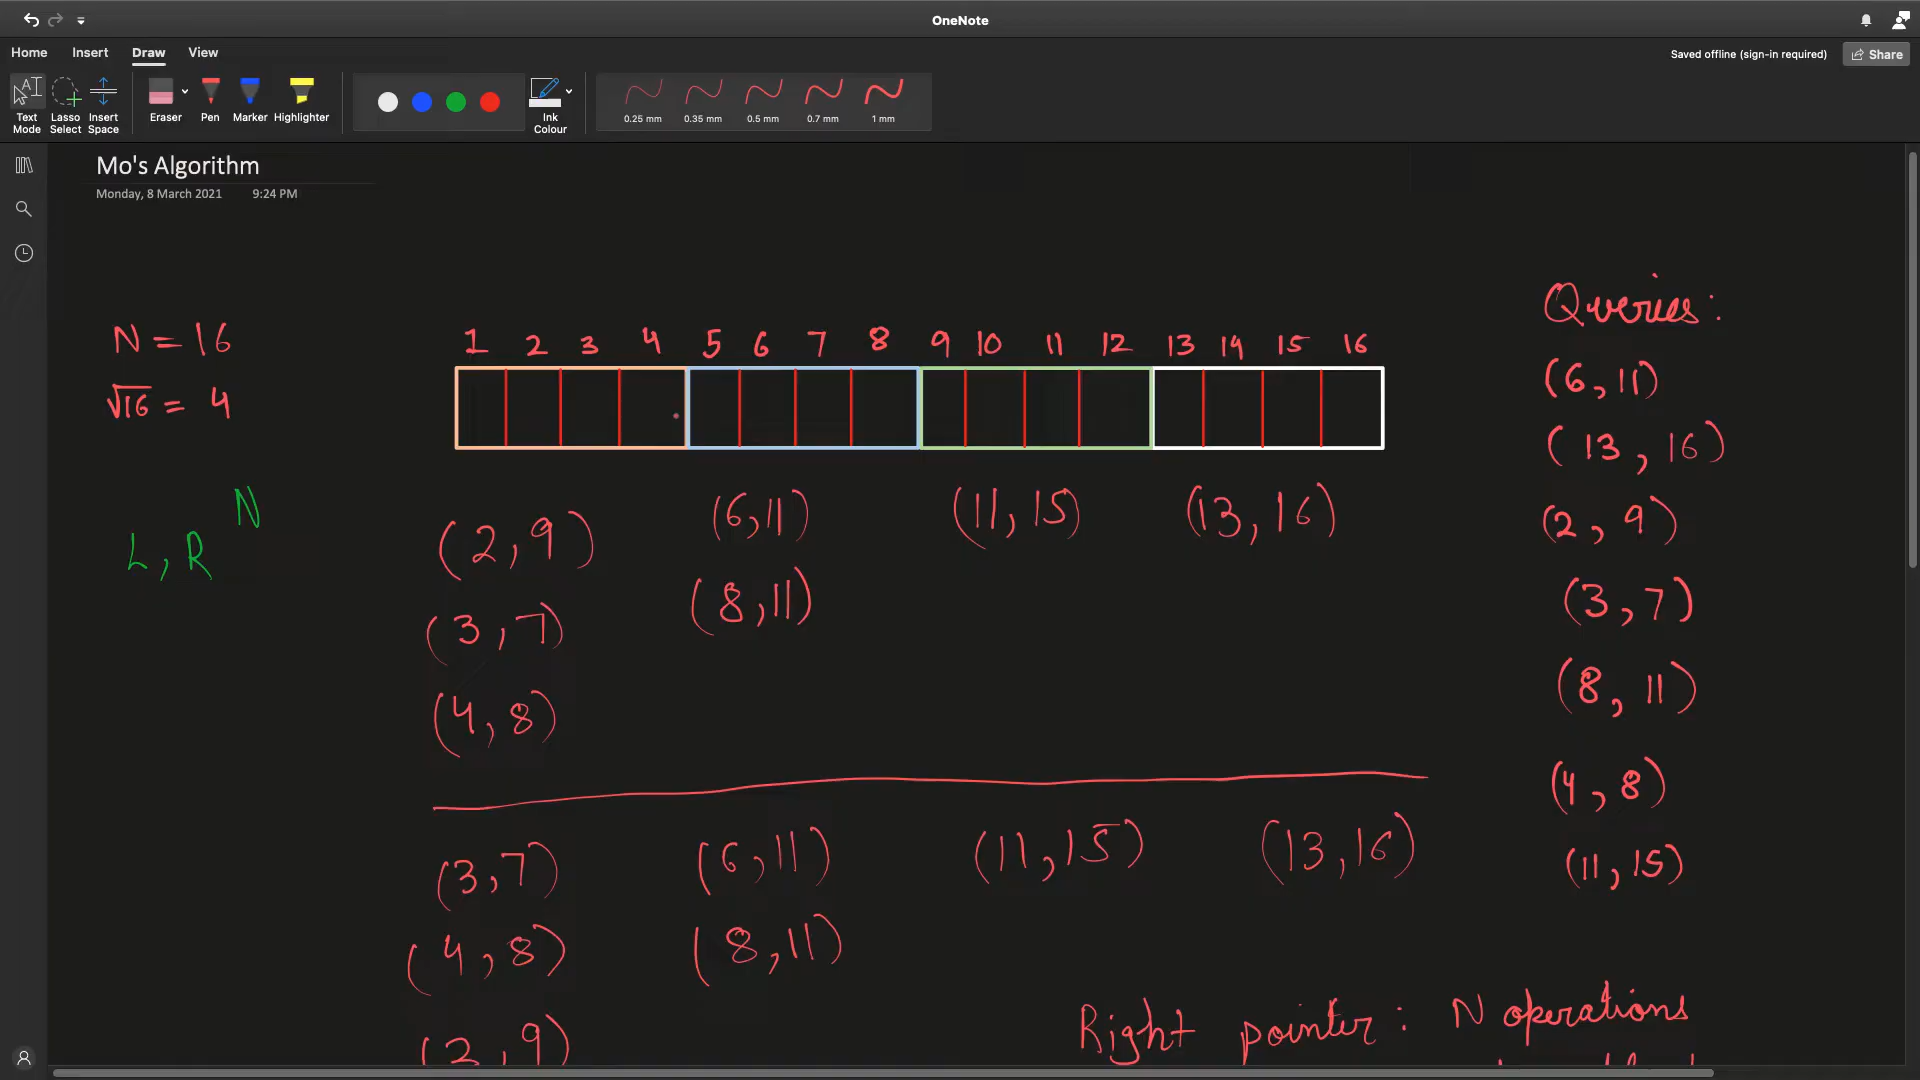 OneNote
Home Insert Draw View
Saved offline (sign-in required) Share
Text Mode
Lasso Select
Insert Space
Eraser
Pen
Marker
Highlighter
Ink Colour
0.25 mm
0.35 mm
0.5 mm
0.7 mm
1 mm
Mo's Algorithm
Monday, 8 March 2021 9:24 PM
N = 16
√16 = 4
N
L, R
1 2 3 4 5 6 7 8 9 10 11 12 13 14 15 16
(2, 9) (6,11) (11, 15) (13, 16)
(3, 7) (8,11)
(4, 8)
(3,7) (6,11) (11,15) (13,16)
(4,8) (8,11)
(2, 9)
Queries:
(6, 11)
(13, 16)
(2, 9)
(3, 7)
(8, 11)
(4, 8)
(11, 15)
Right pointer: N operations